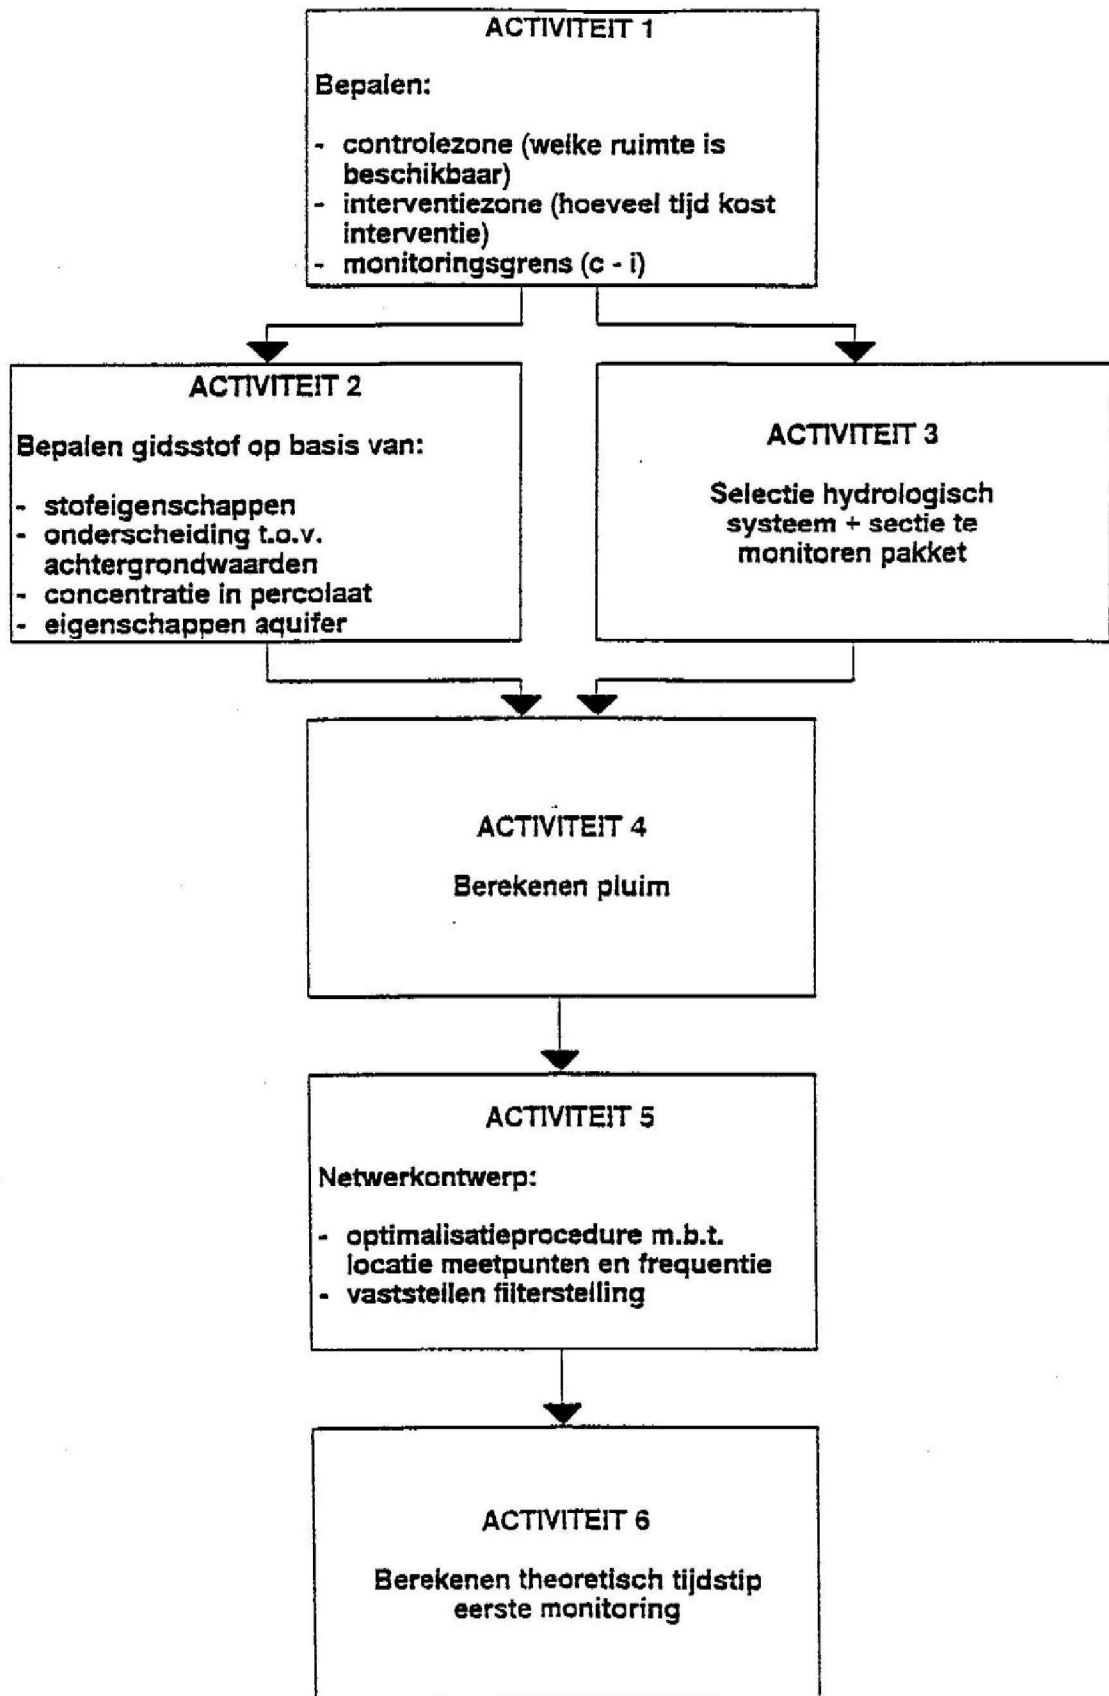 ACTIVITEIT 1
Bepalen:
- controlezone (welke ruimte is
beschikbaar)
- interventiezone (hoeveel tijd kost
interventie)
- monitoringsgrens (c - i)
ACTIVITEIT 2
Bepalen gidsstof op basis van:
- stofeigenschappen
- onderscheiding t.o.v.
achtergrondwaarden
- concentratie in percolaat
- eigenschappen aquifer
ACTIVITEIT 3
Selectie hydrologisch
systeem + sectie te
monitoren pakket
ACTIVITEIT 4
Berekenen pluim
ACTIVITEIT 5
Netwerkontwerp:
- optimalisatieprocedure m.b.t.
locatie meetpunten en frequentie
- vaststellen filterstelling
ACTIVITEIT 6
Berekenen theoretisch tijdstip
eerste monitoring